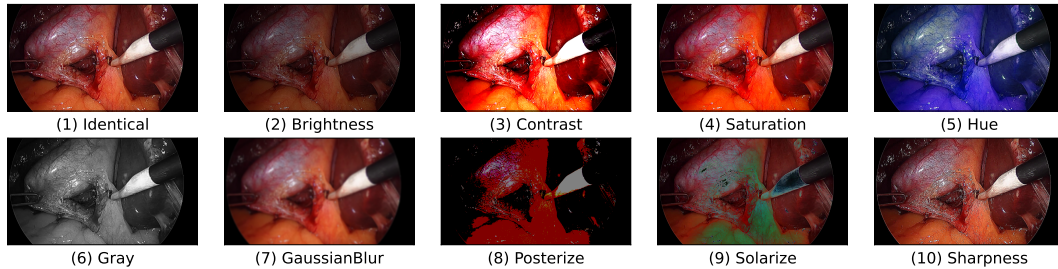 (1) Identical
(2) Brightness
(3) Contrast
(4) Saturation
(5) Hue
(6) Gray
(7) GaussianBlur
(8) Posterize
(9) Solarize
(10) Sharpness